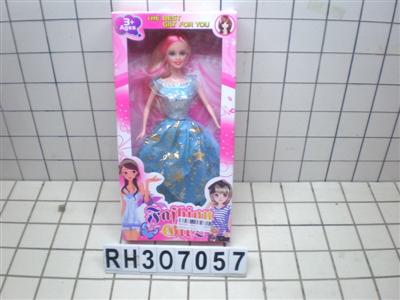 3+
Ages
THE BEST
GIFT FOR YOU
Fashion
Girl
RH307057